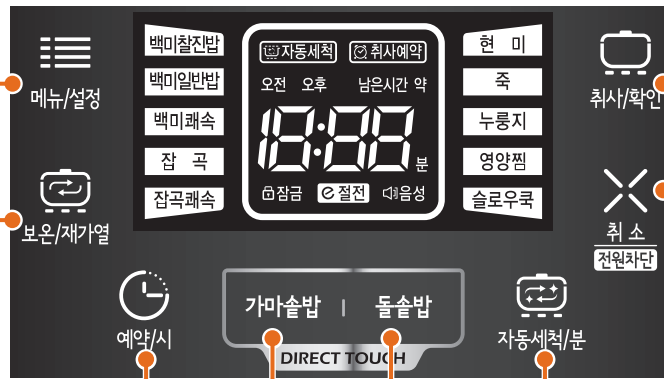 메뉴/설정
보온/재가열
예약/시
백미찰진밥
백미일반밥
백미쾌속
잡 곡
잡곡쾌속
자동세척 취사예약
오전 오후 남은시간 약
18:88 분
잠금 e 절전 음성
현 미
죽
누룽지
영양찜
슬로우쿡
취사/확인
취 소
전원차단
가마솥밥 | 돌솥밥
DIRECT TOUCH
자동세척/분